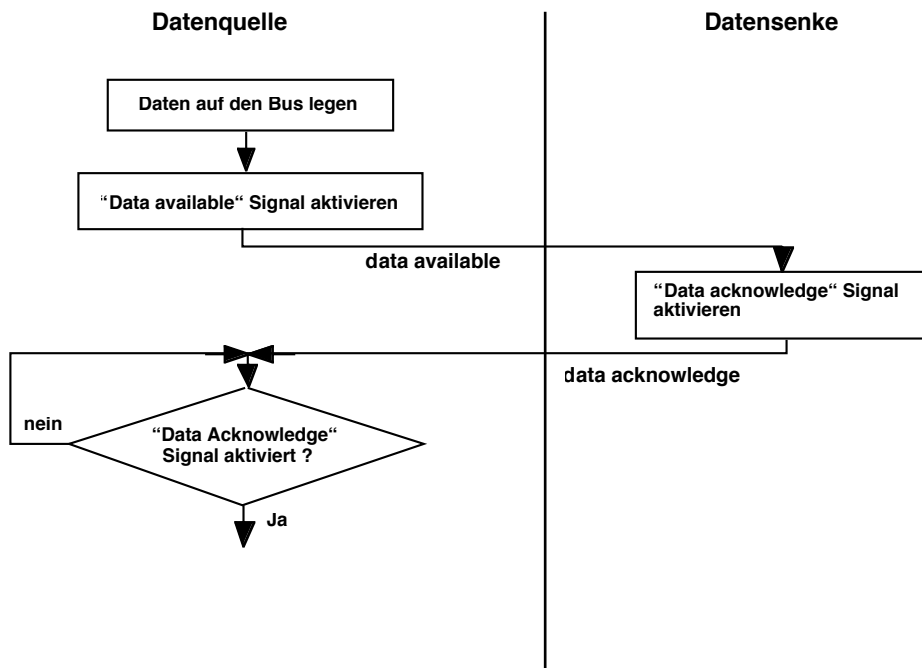 Datenquelle
Datensenke
Daten auf den Bus legen
“Data available“ Signal aktivieren
data available
“Data acknowledge“ Signal
aktivieren
data acknowledge
nein
“Data Acknowledge“
Signal aktiviert ?
Ja